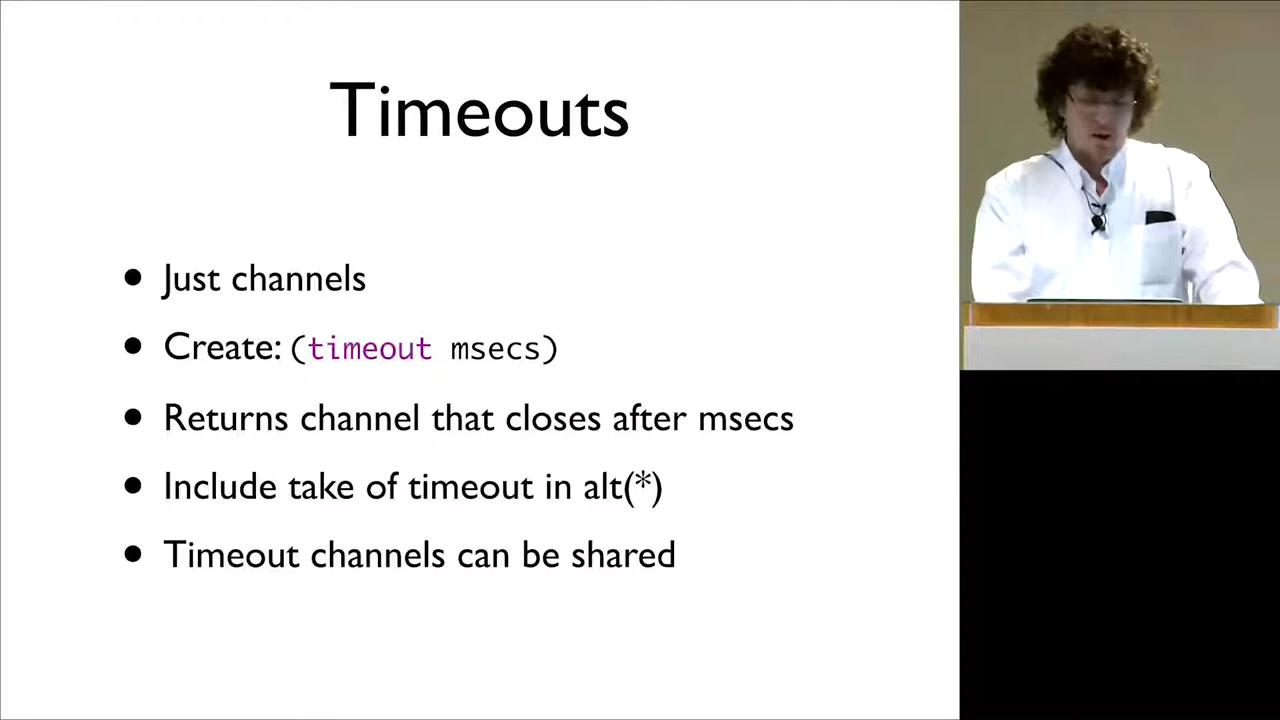 Timeouts
• Just channels
• Create: (timeout msecs)
• Returns channel that closes after msecs
• Include take of timeout in alt(*)
• Timeout channels can be shared